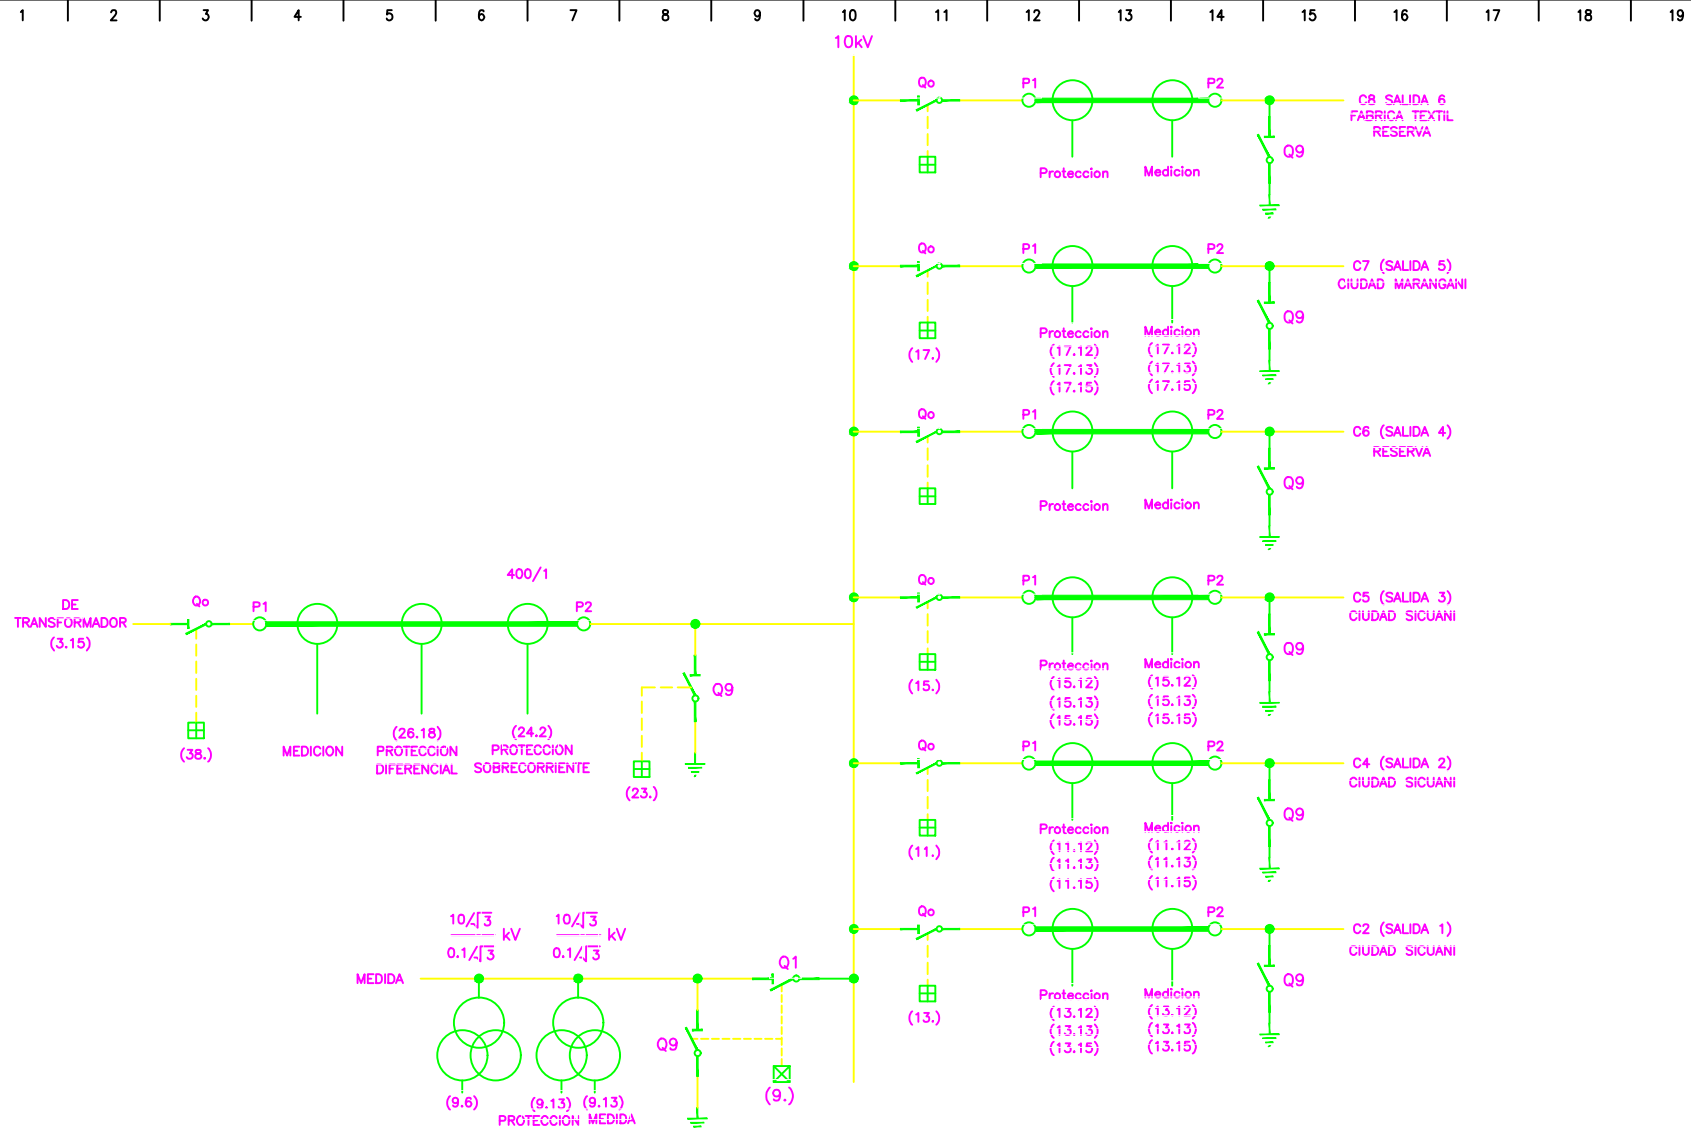 1 2 3 4 5 6 7 8 9 10 11 12 13 14 15 16 17 18 19
10kV
Qo P1 P2
C8 SALIDA 6
FABRICA TEXTIL
RESERVA
Q9
Proteccion Medicion
Qo P1 P2
C7 (SALIDA 5)
CIUDAD MARANGANI
Q9
(17.)
Proteccion Medicion
(17.12) (17.12)
(17.13) (17.13)
(17.15) (17.15)
Qo P1 P2
C6 (SALIDA 4)
RESERVA
Q9
Proteccion Medicion
400/1
DE
TRANSFORMADOR
(3.15)
Qo P1 P2
Q9
(38.)
MEDICION
(26.18)
PROTECCION
DIFERENCIAL
(24.2)
PROTECCION
SOBRECORRIENTE
(23.)
Qo P1 P2
C5 (SALIDA 3)
CIUDAD SICUANI
Q9
(15.)
Proteccion Medicion
(15.12) (15.12)
(15.13) (15.13)
(15.15) (15.15)
Qo P1 P2
C4 (SALIDA 2)
CIUDAD SICUANI
Q9
(11.)
Proteccion Medicion
(11.12) (11.12)
(11.13) (11.13)
(11.15) (11.15)
Qo P1 P2
C2 (SALIDA 1)
CIUDAD SICUANI
Q9
(13.)
Proteccion Medicion
(13.12) (13.12)
(13.13) (13.13)
(13.15) (13.15)
10/√3 10/√3
kV kV
0.1/√3 0.1/√3
MEDIDA
Q1
Q9
(9.)
(9.6) (9.13) (9.13)
PROTECCION MEDIDA